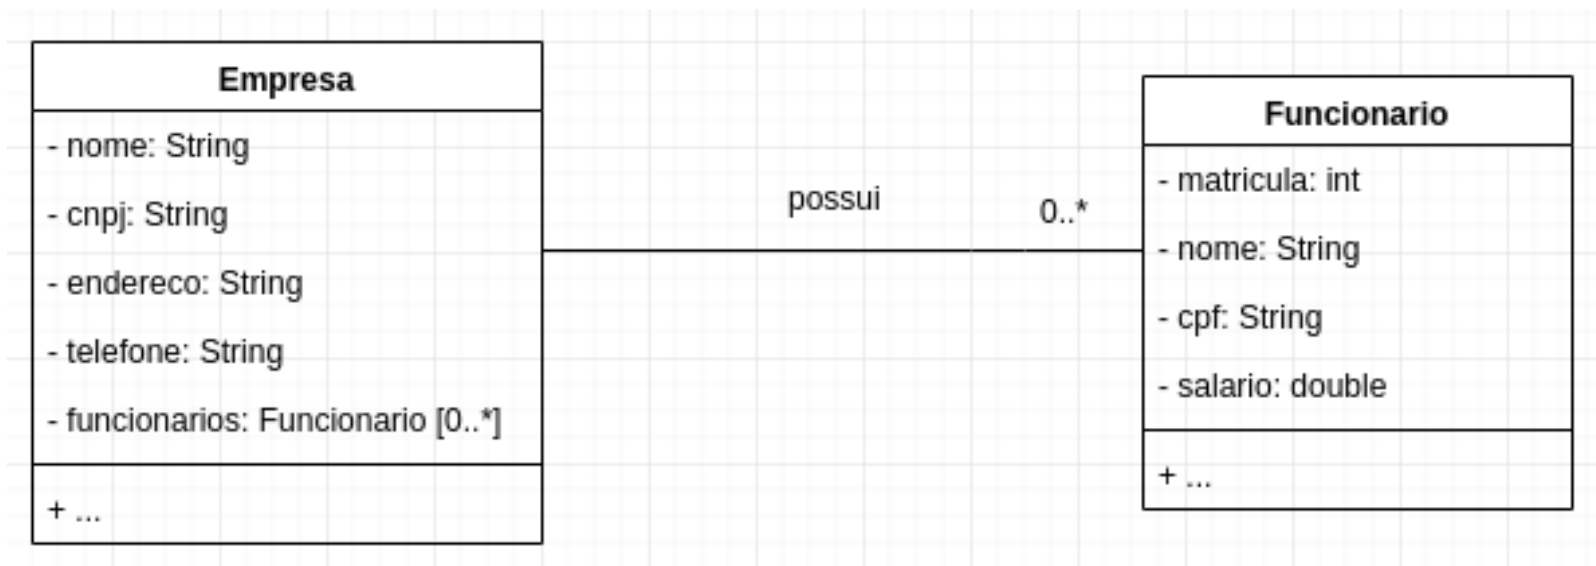 Empresa
- nome: String
- cnpj: String
- endereco: String
- telefone: String
- funcionarios: Funcionario [0..*]
+ ...
possui
0..*
Funcionario
- matricula: int
- nome: String
- cpf: String
- salario: double
+ ...